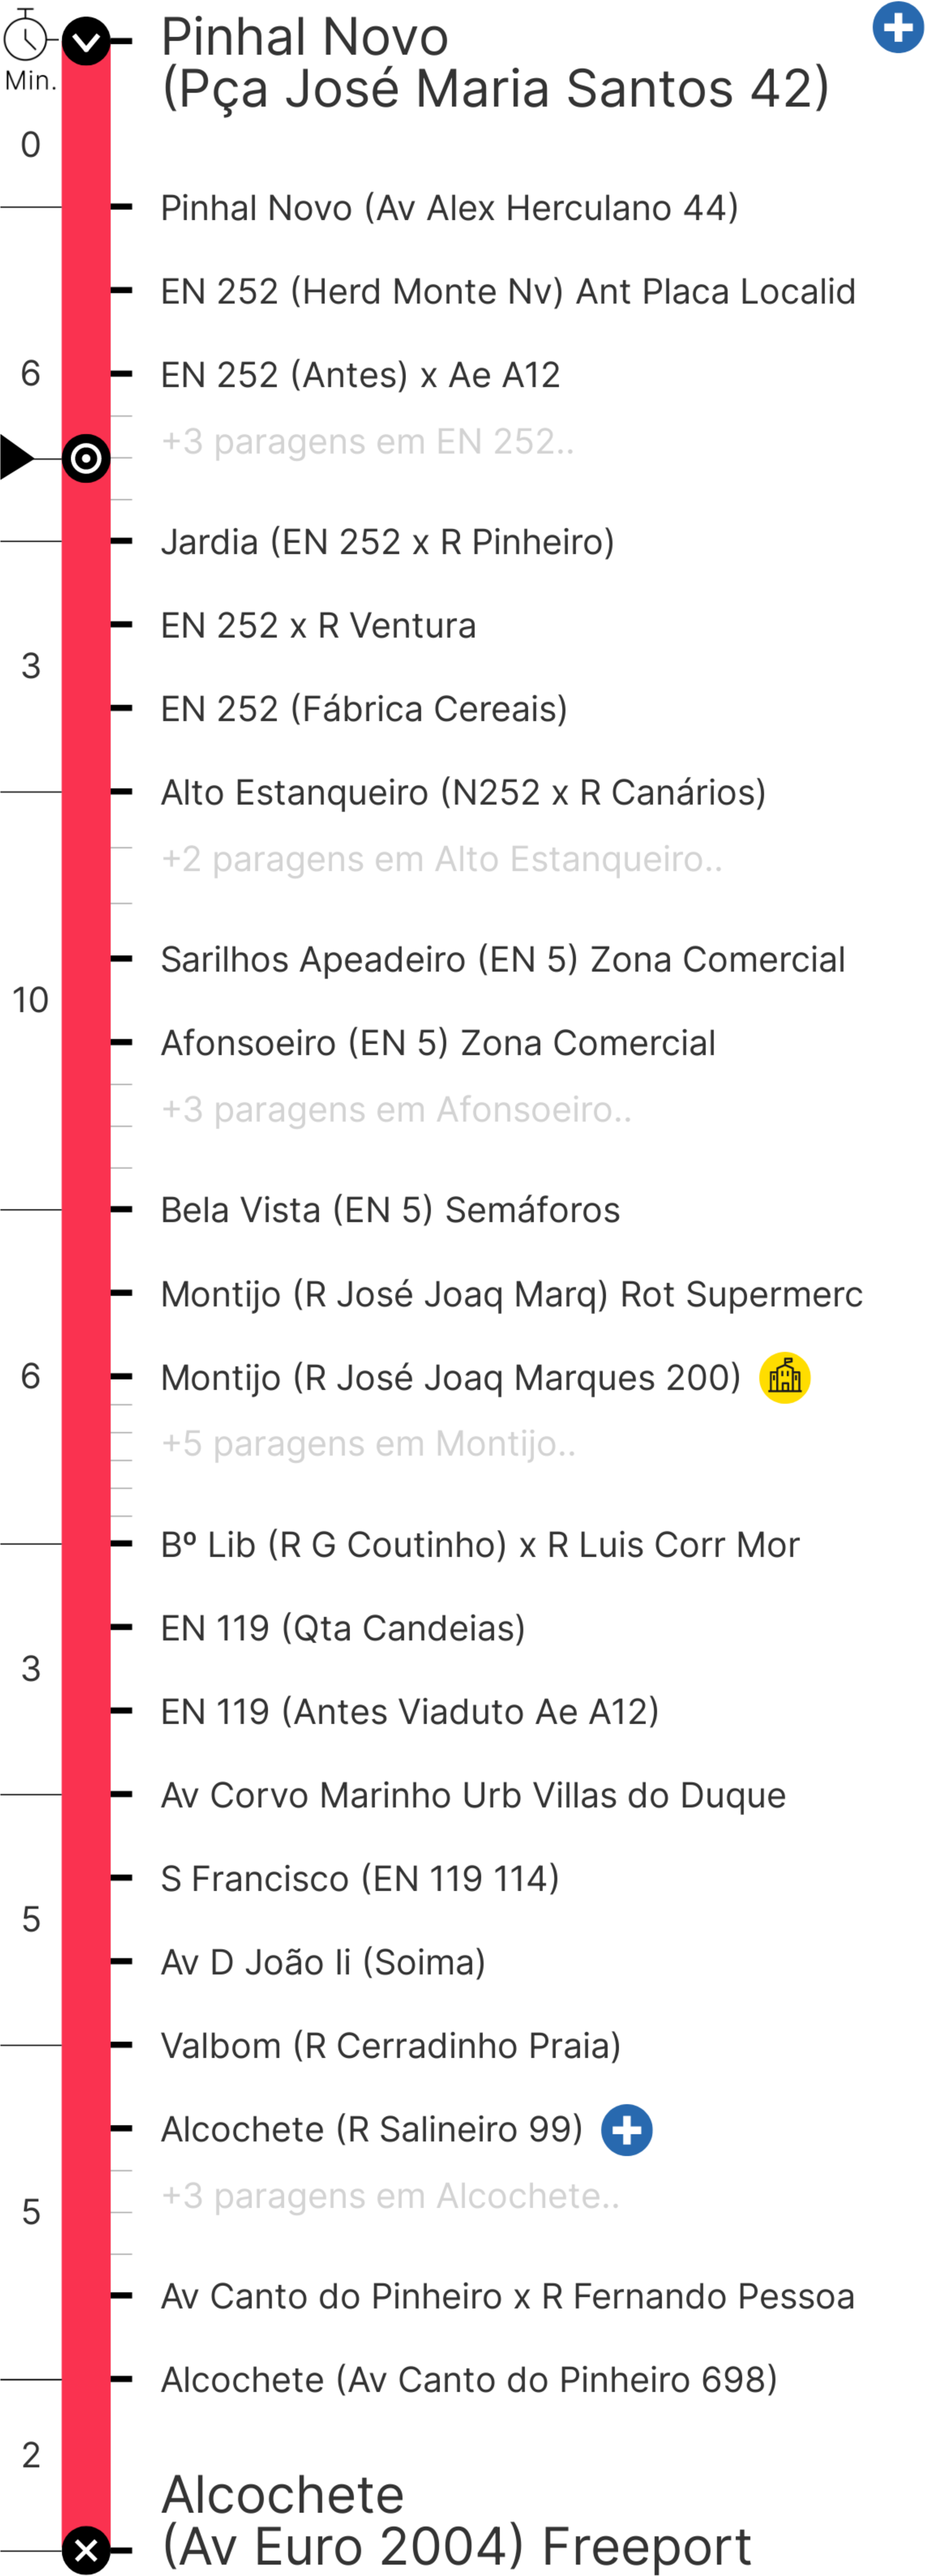 Pinhal Novo
(Pça José Maria Santos 42)
Min.
0
Pinhal Novo (Av Alex Herculano 44)
EN 252 (Herd Monte Nv) Ant Placa Localid
6
EN 252 (Antes) x Ae A12
+3 paragens em EN 252..
Jardia (EN 252 x R Pinheiro)
EN 252 x R Ventura
3
EN 252 (Fábrica Cereais)
Alto Estanqueiro (N252 x R Canários)
+2 paragens em Alto Estanqueiro..
Sarilhos Apeadeiro (EN 5) Zona Comercial
10
Afonsoeiro (EN 5) Zona Comercial
+3 paragens em Afonsoeiro..
Bela Vista (EN 5) Semáforos
Montijo (R José Joaq Marq) Rot Supermerc
6
Montijo (R José Joaq Marques 200)
+5 paragens em Montijo..
Bº Lib (R G Coutinho) x R Luis Corr Mor
EN 119 (Qta Candeias)
3
EN 119 (Antes Viaduto Ae A12)
Av Corvo Marinho Urb Villas do Duque
S Francisco (EN 119 114)
5
Av D João Ii (Soima)
Valbom (R Cerradinho Praia)
Alcochete (R Salineiro 99)
+3 paragens em Alcochete..
5
Av Canto do Pinheiro x R Fernando Pessoa
Alcochete (Av Canto do Pinheiro 698)
2
Alcochete
(Av Euro 2004) Freeport